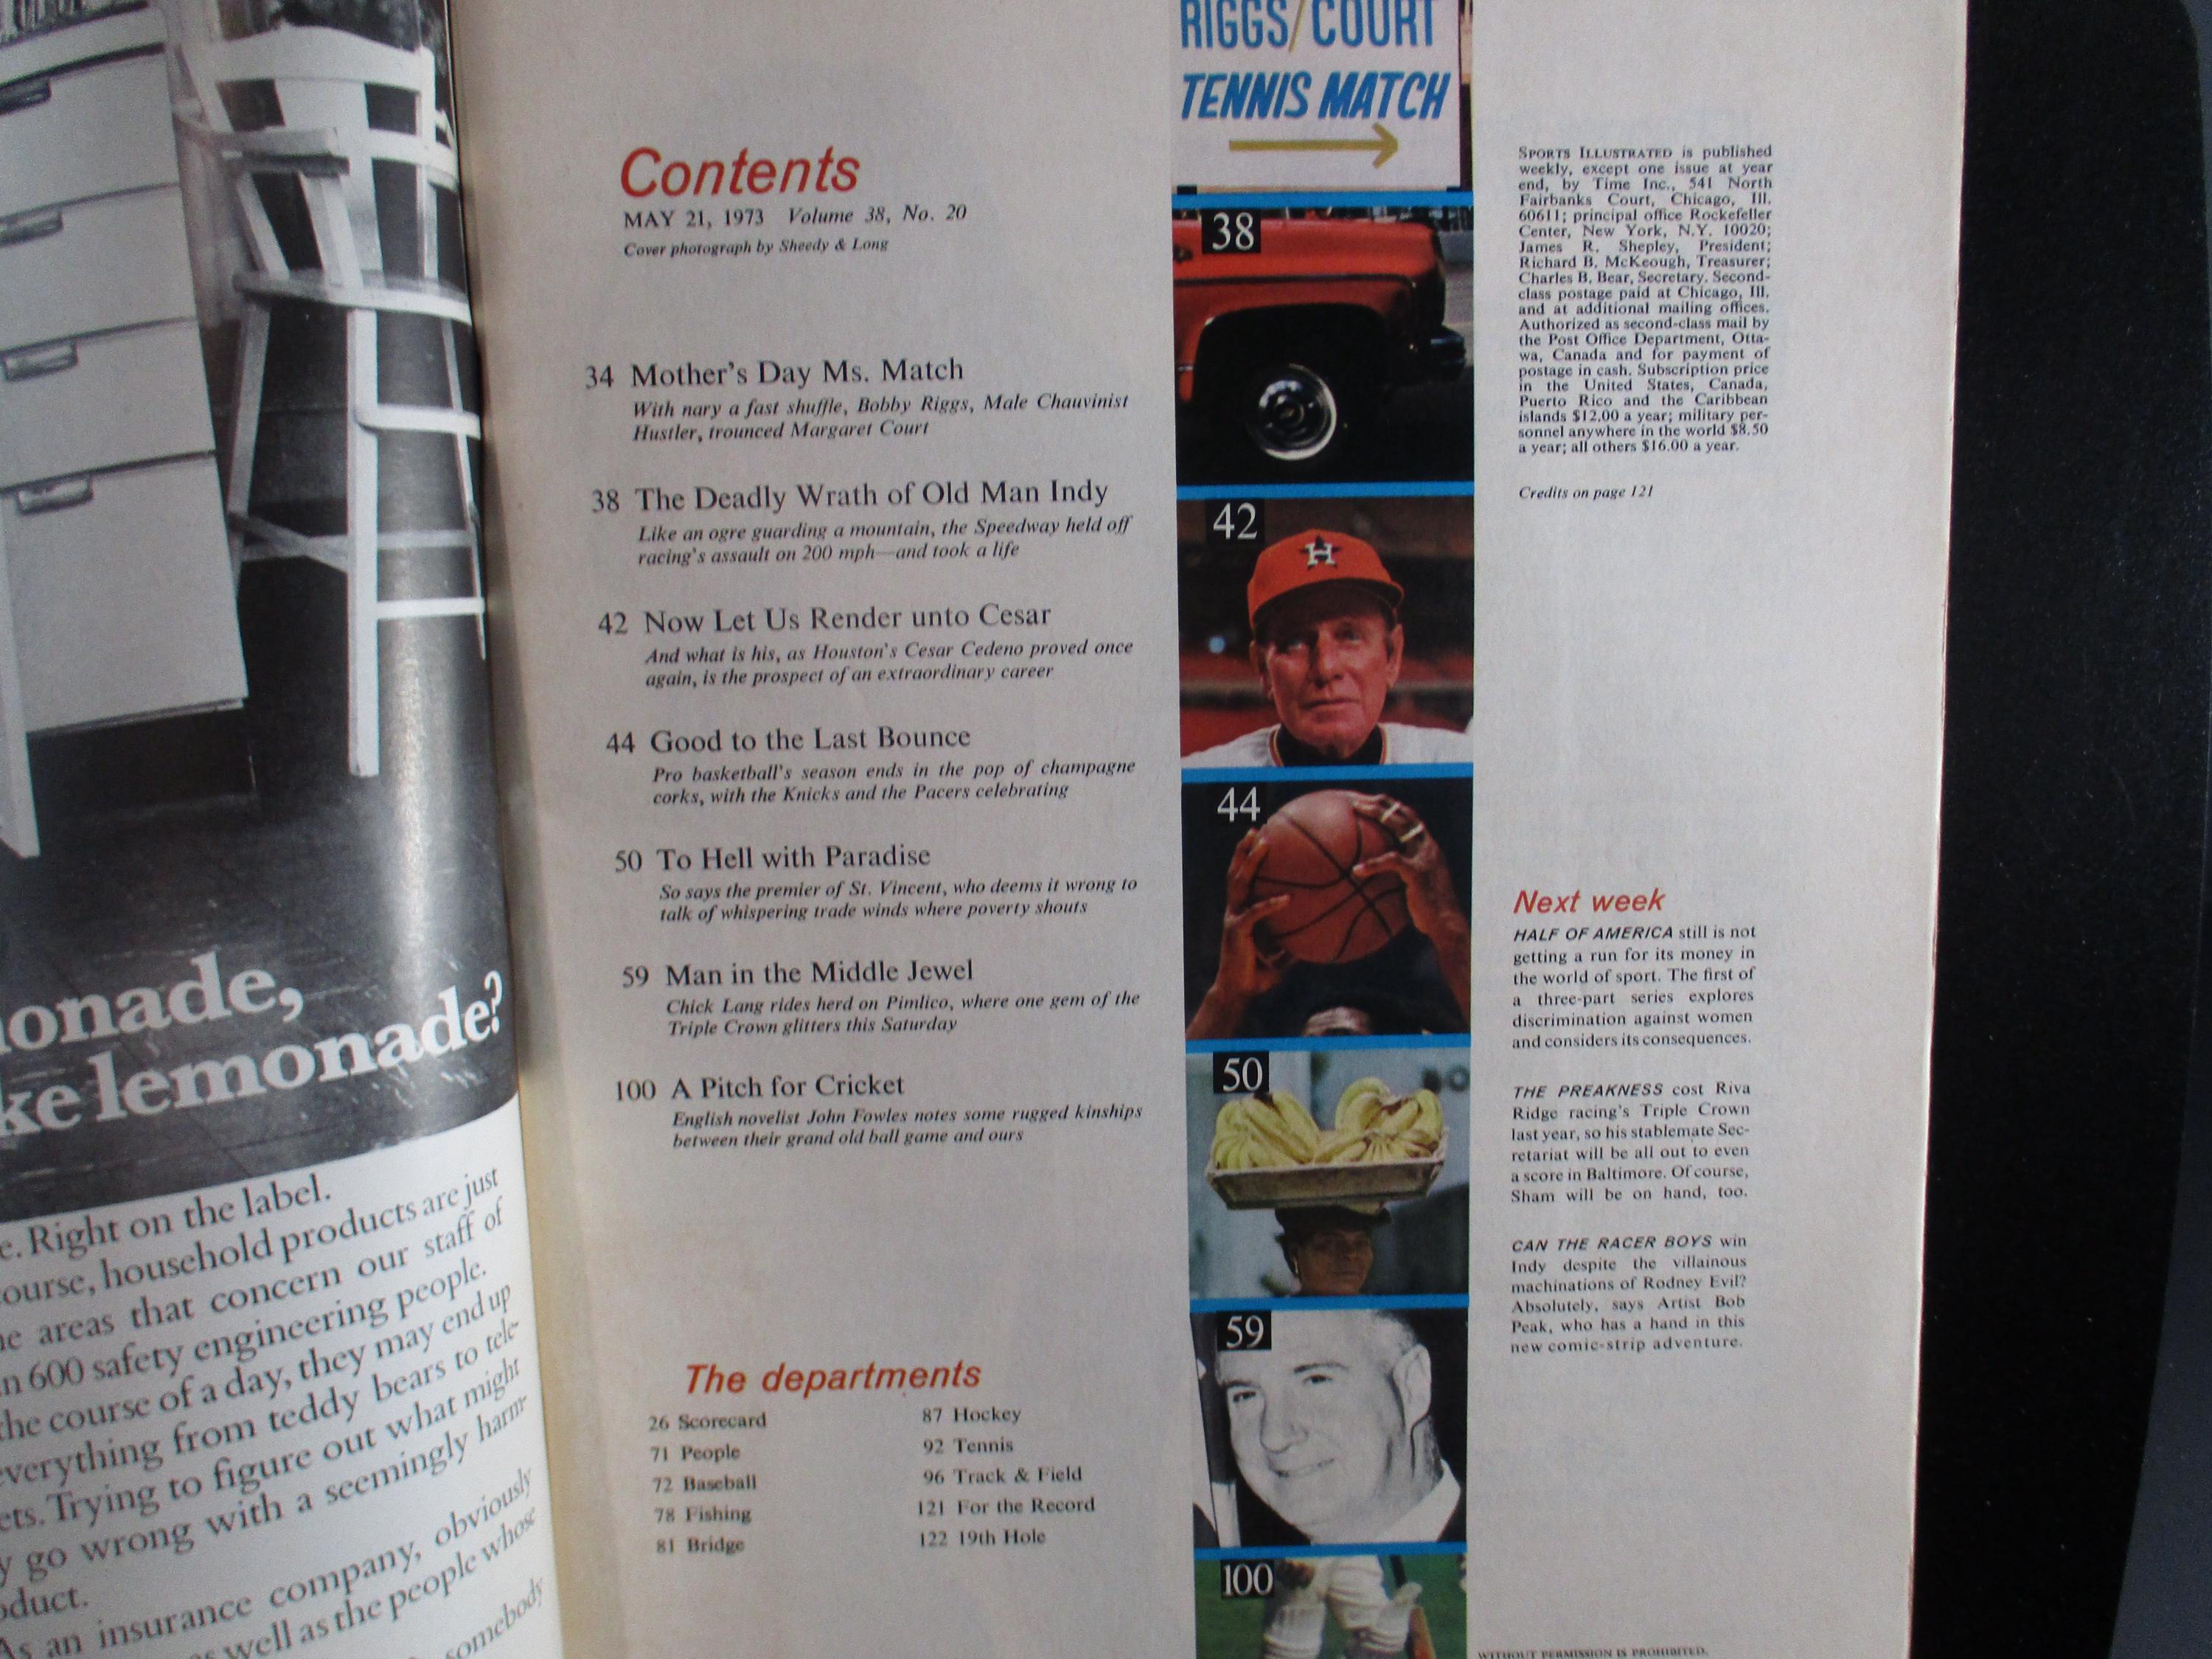 onade,
ke lemonade?
e. Right on the label.
ourse, household products are just
e areas that concern our staff of
n 600 safety engineering people.
the course of a day, they may end up
everything from teddy bears to tele-
ets. Trying to figure out what might
y go wrong with a seemingly harm-
oduct.
As an insurance company, obviously
as well as the people whose
somebody
Contents
MAY 21, 1973 Volume 38, No. 20
Cover photograph by Sheedy & Long
34 Mother's Day Ms. Match
With nary a fast shuffle, Bobby Riggs, Male Chauvinist
Hustler, trounced Margaret Court
38 The Deadly Wrath of Old Man Indy
Like an ogre guarding a mountain, the Speedway held off
racing's assault on 200 mph—and took a life
42 Now Let Us Render unto Cesar
And what is his, as Houston's Cesar Cedeno proved once
again, is the prospect of an extraordinary career
44 Good to the Last Bounce
Pro basketball's season ends in the pop of champagne
corks, with the Knicks and the Pacers celebrating
50 To Hell with Paradise
So says the premier of St. Vincent, who deems it wrong to
talk of whispering trade winds where poverty shouts
59 Man in the Middle Jewel
Chick Lang rides herd on Pimlico, where one gem of the
Triple Crown glitters this Saturday
100 A Pitch for Cricket
English novelist John Fowles notes some rugged kinships
between their grand old ball game and ours
The departments
26 Scorecard
71 People
72 Baseball
78 Fishing
81 Bridge
87 Hockey
92 Tennis
96 Track & Field
121 For the Record
122 19th Hole
RIGGS/COURT
TENNIS MATCH
38
42
H
44
50
59
100
SPORTS ILLUSTRATED is published
weekly, except one issue at year
end, by Time Inc., 541 North
Fairbanks Court, Chicago, Ill.
60611; principal office Rockefeller
Center, New York, N.Y. 10020;
James R. Shepley, President;
Richard B. McKeough, Treasurer;
Charles B. Bear, Secretary. Second-
class postage paid at Chicago, Ill.
and at additional mailing offices.
Authorized as second-class mail by
the Post Office Department, Otta-
wa, Canada and for payment of
postage in cash. Subscription price
in the United States, Canada,
Puerto Rico and the Caribbean
islands $12.00 a year; military per-
sonnel anywhere in the world $8.50
a year; all others $16.00 a year.
Credits on page 121
Next week
HALF OF AMERICA still is not
getting a run for its money in
the world of sport. The first of
a three-part series explores
discrimination against women
and considers its consequences.
THE PREAKNESS cost Riva
Ridge racing's Triple Crown
last year, so his stablemate Sec-
retariat will be all out to even
a score in Baltimore. Of course,
Sham will be on hand, too.
CAN THE RACER BOYS win
Indy despite the villainous
machinations of Rodney Evil?
Absolutely, says Artist Bob
Peak, who has a hand in this
new comic-strip adventure.
WITHOUT PERMISSION IS PROHIBITED.